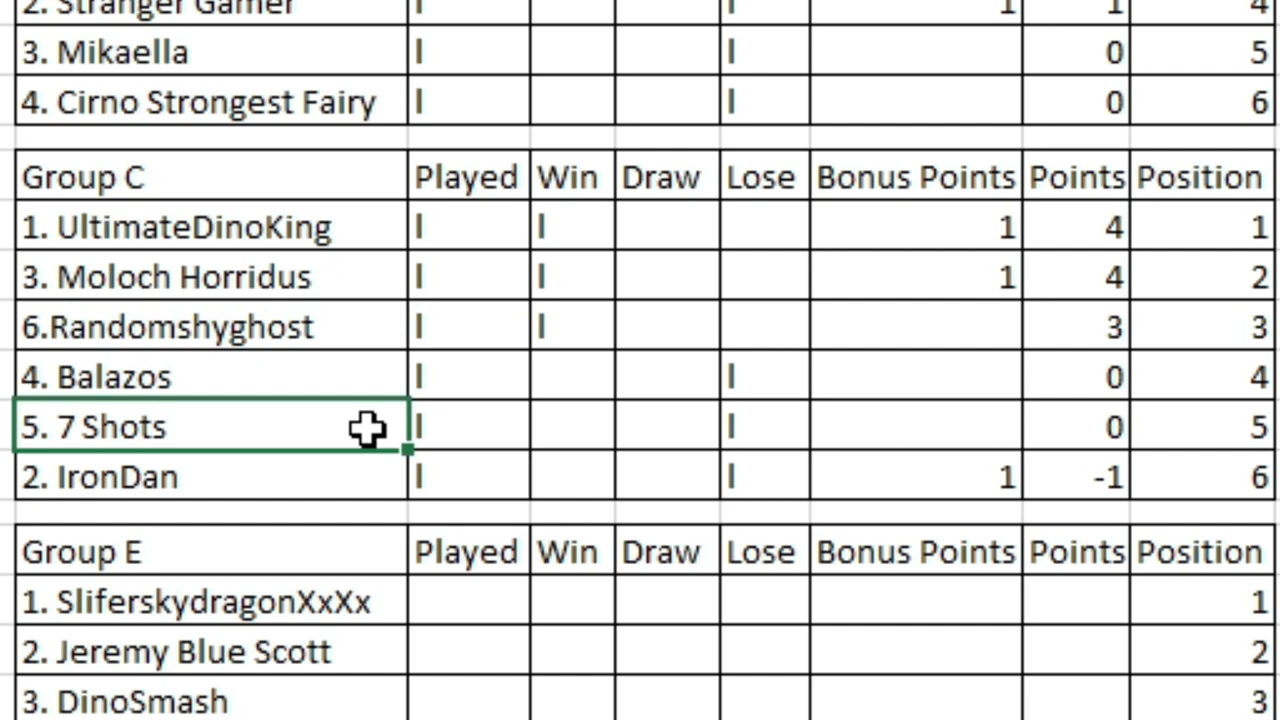 2. Stranger Gamer l l 1 1 4
3. Mikaella l l 0 5
4. Cirno Strongest Fairy l l 0 6
Group C Played Win Draw Lose Bonus Points Points Position
1. UltimateDinoKing l l 1 4 1
3. Moloch Horridus l l 1 4 2
6.Randomshyghost l l 3 3
4. Balazos l l 0 4
5. 7 Shots l l 0 5
2. IronDan l l 1 -1 6
Group E Played Win Draw Lose Bonus Points Points Position
1. SliferskydragonXxXx 1
2. Jeremy Blue Scott 2
3. DinoSmash 3